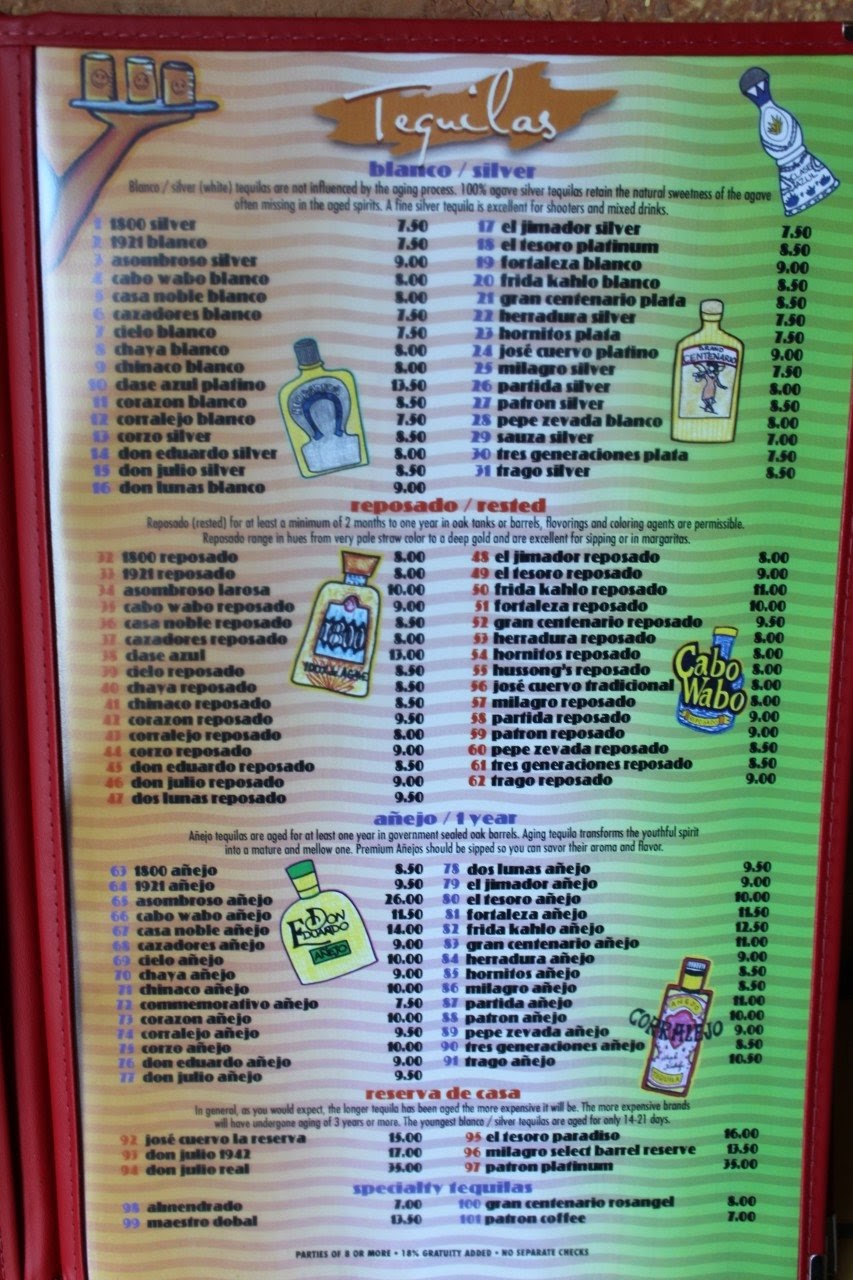 Tequilas
blanco / silver
Blanco / silver (white) tequilas are not influenced by the aging process. 100% agave silver tequilas retain the natural sweetness of the agave
often missing in the aged spirits. A fine silver tequila is excellent for shooters and mixed drinks.
1 1800 silver 7.50
2 1921 blanco 7.50
3 asombroso silver 9.00
4 cabo wabo blanco 8.00
5 casa noble blanco 8.00
6 cazadores blanco 7.50
7 cielo blanco 7.50
8 chaya blanco 8.00
9 chinaco blanco 8.00
10 clase azul platino 13.50
11 corazon blanco 8.50
12 corralejo blanco 7.50
13 corzo silver 8.50
14 don eduardo silver 8.00
15 don julio silver 8.50
16 don lunas blanco 9.00
17 el jimador silver 7.50
18 el tesoro platinum 8.50
19 fortaleza blanco 9.00
20 frida kahlo blanco 8.50
21 gran centenario plata 8.50
22 herradura silver 7.50
23 hornitos plata 7.50
24 josé cuervo platino 9.00
25 milagro silver 7.50
26 partida silver 8.00
27 patron silver 8.50
28 pepe zevada blanco 8.00
29 sauza silver 7.00
30 tres generaciones plata 7.50
31 trago silver 8.50
GRAND
CENTENARIO
reposado / rested
Reposado (rested) for at least a minimum of 2 months to one year in oak tanks or barrels, flavorings and coloring agents are permissible.
Reposado range in hues from very pale straw color to a deep gold and are excellent for sipping or in margaritas.
32 1800 reposado 8.00
33 1921 reposado 8.00
34 asombroso larosa 10.00
35 cabo wabo reposado 9.00
36 casa noble reposado 8.50
37 cazadores reposado 8.00
38 clase azul 13.00
39 cielo reposado 8.50
40 chaya reposado 8.50
41 chinaco reposado 8.50
42 corazon reposado 9.50
43 corralejo reposado 8.00
44 corzo reposado 9.00
45 don eduardo reposado 8.50
46 don julio reposado 9.00
47 dos lunas reposado 9.50
1800
48 el jimador reposado 8.00
49 el tesoro reposado 9.00
50 frida kahlo reposado 11.00
51 fortaleza reposado 10.00
52 gran centenario reposado 9.50
53 herradura reposado 8.00
54 hornitos reposado 8.00
55 hussong's reposado 8.00
56 josé cuervo tradicional 8.00
57 milagro reposado 8.00
58 partida reposado 9.00
59 patron reposado 9.00
60 pepe zevada reposado 8.50
61 tres generaciones reposado 8.50
62 trago reposado 9.00
Cabo
Wabo
añejo / 1 year
Añejo tequilas are aged for at least one year in government sealed oak barrels. Aging tequila transforms the youthful spirit
into a mature and mellow one. Premium Añejos should be sipped so you can savor their aroma and flavor.
63 1800 añejo 8.50
64 1921 añejo 9.50
65 asombroso añejo 26.00
66 cabo wabo añejo 11.50
67 casa noble añejo 14.00
68 cazadores añejo 9.00
69 cielo añejo 10.00
70 chaya añejo 9.00
71 chinaco añejo 10.00
72 commemorativo añejo 7.50
73 corazon añejo 10.00
74 corralejo añejo 9.50
75 corzo añejo 10.00
76 don eduardo añejo 9.00
77 don julio añejo 9.50
Don
Eduardo
AÑEJO
78 dos lunas añejo 9.50
79 el jimador añejo 9.00
80 el tesoro añejo 10.00
81 fortaleza añejo 11.50
82 frida kahlo añejo 12.50
83 gran centenario añejo 11.00
84 herradura añejo 9.00
85 hornitos añejo 8.50
86 milagro añejo 8.50
87 partida añejo 11.00
88 patron añejo 10.00
89 pepe zevada añejo 9.00
90 tres generaciones añejo 8.50
91 trago añejo 10.50
AÑEJO
CORRALEJO
TEQUILA
reserva de casa
In general, as you would expect, the longer tequila has been aged the more expensive it will be. The more expensive brands
will have undergone aging of 3 years or more. The youngest blanco / silver tequilas are aged for only 14-21 days.
92 josé cuervo la reserva 15.00
93 don julio 1942 17.00
94 don julio real 35.00
95 el tesoro paradiso 16.00
96 milagro select barrel reserve 13.50
97 patron platinum 35.00
specialty tequilas
98 almendrado 7.00
99 maestro dobal 13.50
100 gran centenario rosangel 8.00
101 patron coffee 7.00
PARTIES OF 8 OR MORE • 18% GRATUITY ADDED • NO SEPARATE CHECKS